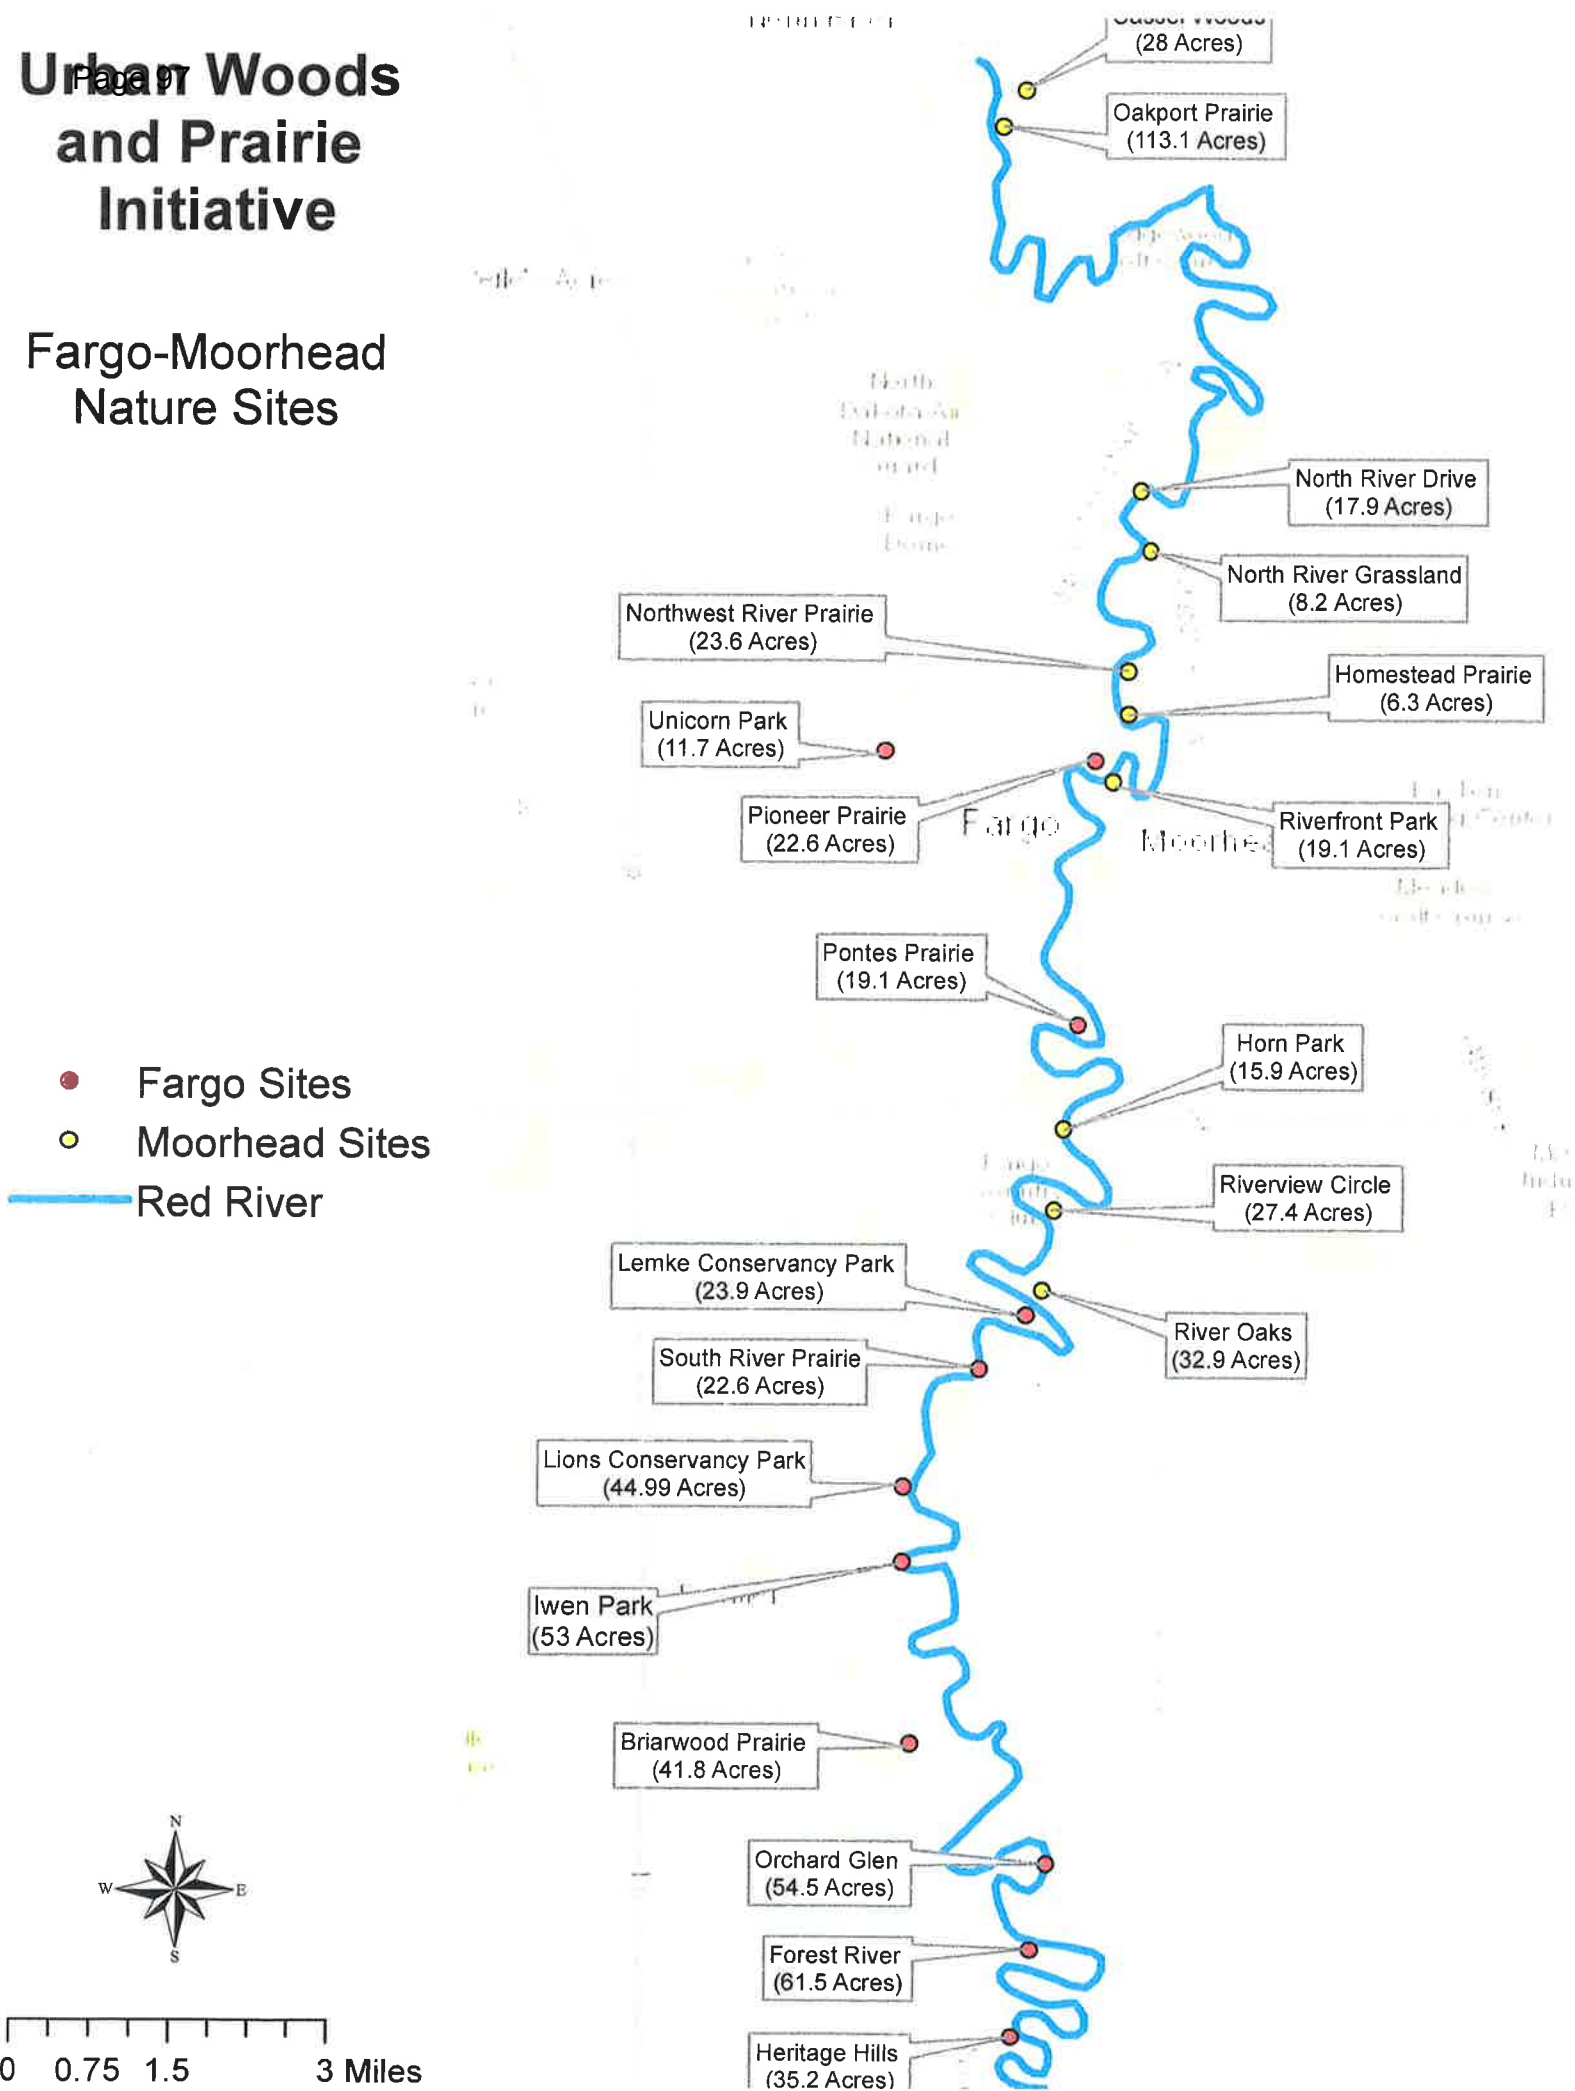 Page 97
Urban Woods
and Prairie
Initiative
Fargo-Moorhead
Nature Sites
(28 Acres)
Oakport Prairie
(113.1 Acres)
North River Drive
(17.9 Acres)
North River Grassland
(8.2 Acres)
Northwest River Prairie
(23.6 Acres)
Homestead Prairie
(6.3 Acres)
Unicorn Park
(11.7 Acres)
Pioneer Prairie
(22.6 Acres)
Fargo
Riverfront Park
(19.1 Acres)
Pontes Prairie
(19.1 Acres)
Horn Park
(15.9 Acres)
Fargo Sites
Moorhead Sites
Red River
Riverview Circle
(27.4 Acres)
Lemke Conservancy Park
(23.9 Acres)
River Oaks
(32.9 Acres)
South River Prairie
(22.6 Acres)
Lions Conservancy Park
(44.99 Acres)
Iwen Park
(53 Acres)
Briarwood Prairie
(41.8 Acres)
Orchard Glen
(54.5 Acres)
Forest River
(61.5 Acres)
Heritage Hills
(35.2 Acres)
N
W E
S
0 0.75 1.5 3 Miles